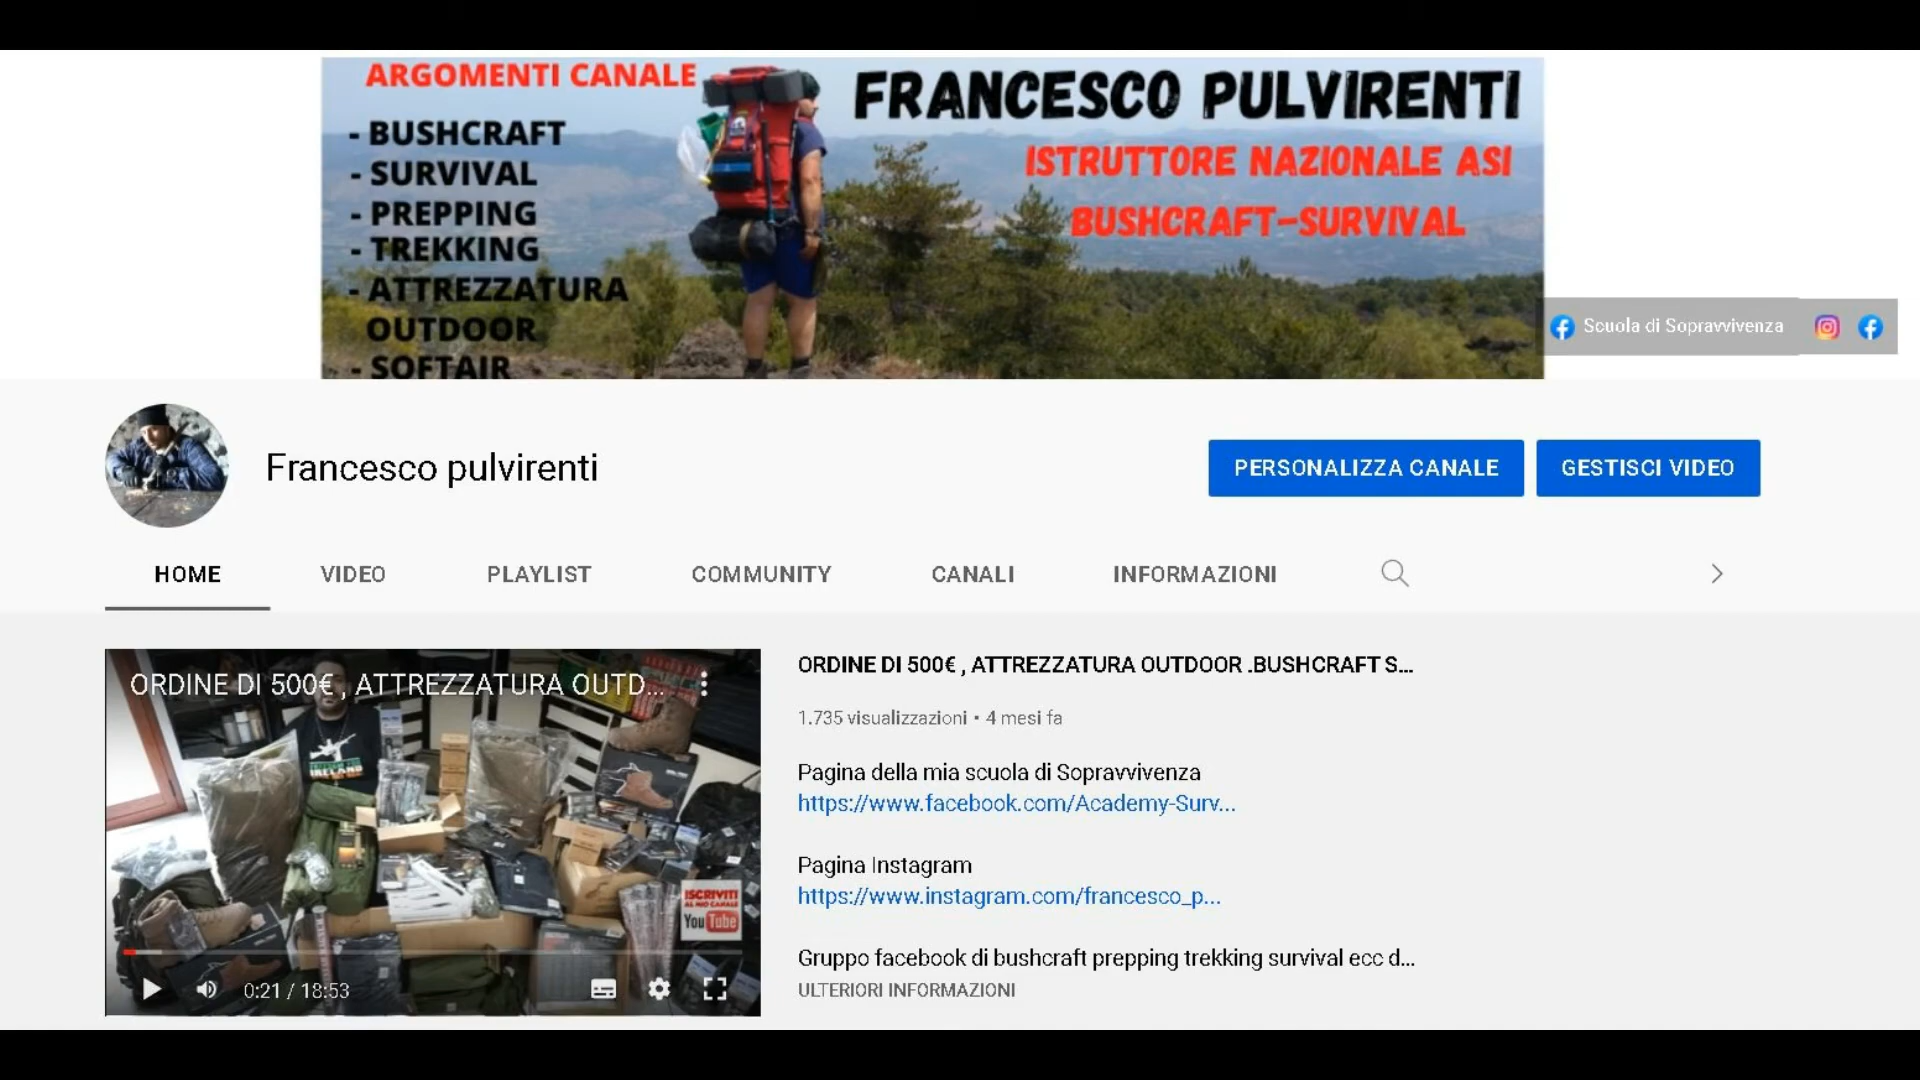 ARGOMENTI CANALE
- BUSHCRAFT
- SURVIVAL
- PREPPING
- TREKKING
- ATTREZZATURA
OUTDOOR
- SOFTAIR
FRANCESCO PULVIRENTI
ISTRUTTORE NAZIONALE ASI
BUSHCRAFT-SURVIVAL
Scuola di Sopravvivenza
Francesco pulvirenti
PERSONALIZZA CANALE
GESTISCI VIDEO
HOME
VIDEO
PLAYLIST
COMMUNITY
CANALI
INFORMAZIONI
ORDINE DI 500€ , ATTREZZATURA OUTD...
IRELAND
ISCRIVITI
AL MIO CANALE
YouTube
0:21 / 18:53
ORDINE DI 500€ , ATTREZZATURA OUTDOOR .BUSHCRAFT S...
1.735 visualizzazioni • 4 mesi fa
Pagina della mia scuola di Sopravvivenza
https://www.facebook.com/Academy-Surv...
Pagina Instagram
https://www.instagram.com/francesco_p...
Gruppo facebook di bushcraft prepping trekking survival ecc d...
ULTERIORI INFORMAZIONI